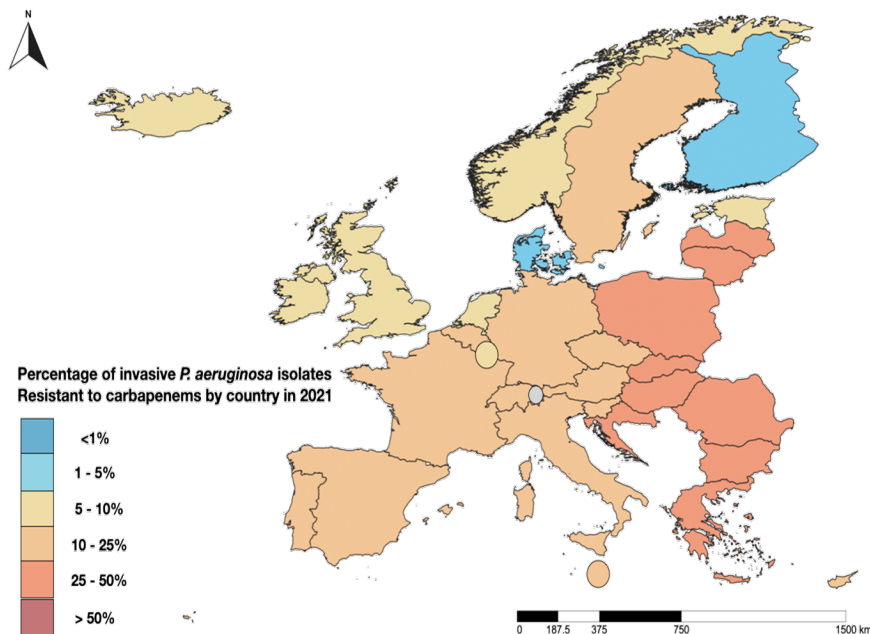 N
Percentage of invasive P. aeruginosa isolates
Resistant to carbapenems by country in 2021
<1%
1 - 5%
5 - 10%
10 - 25%
25 - 50%
> 50%
0 187.5 375 750 1500 km